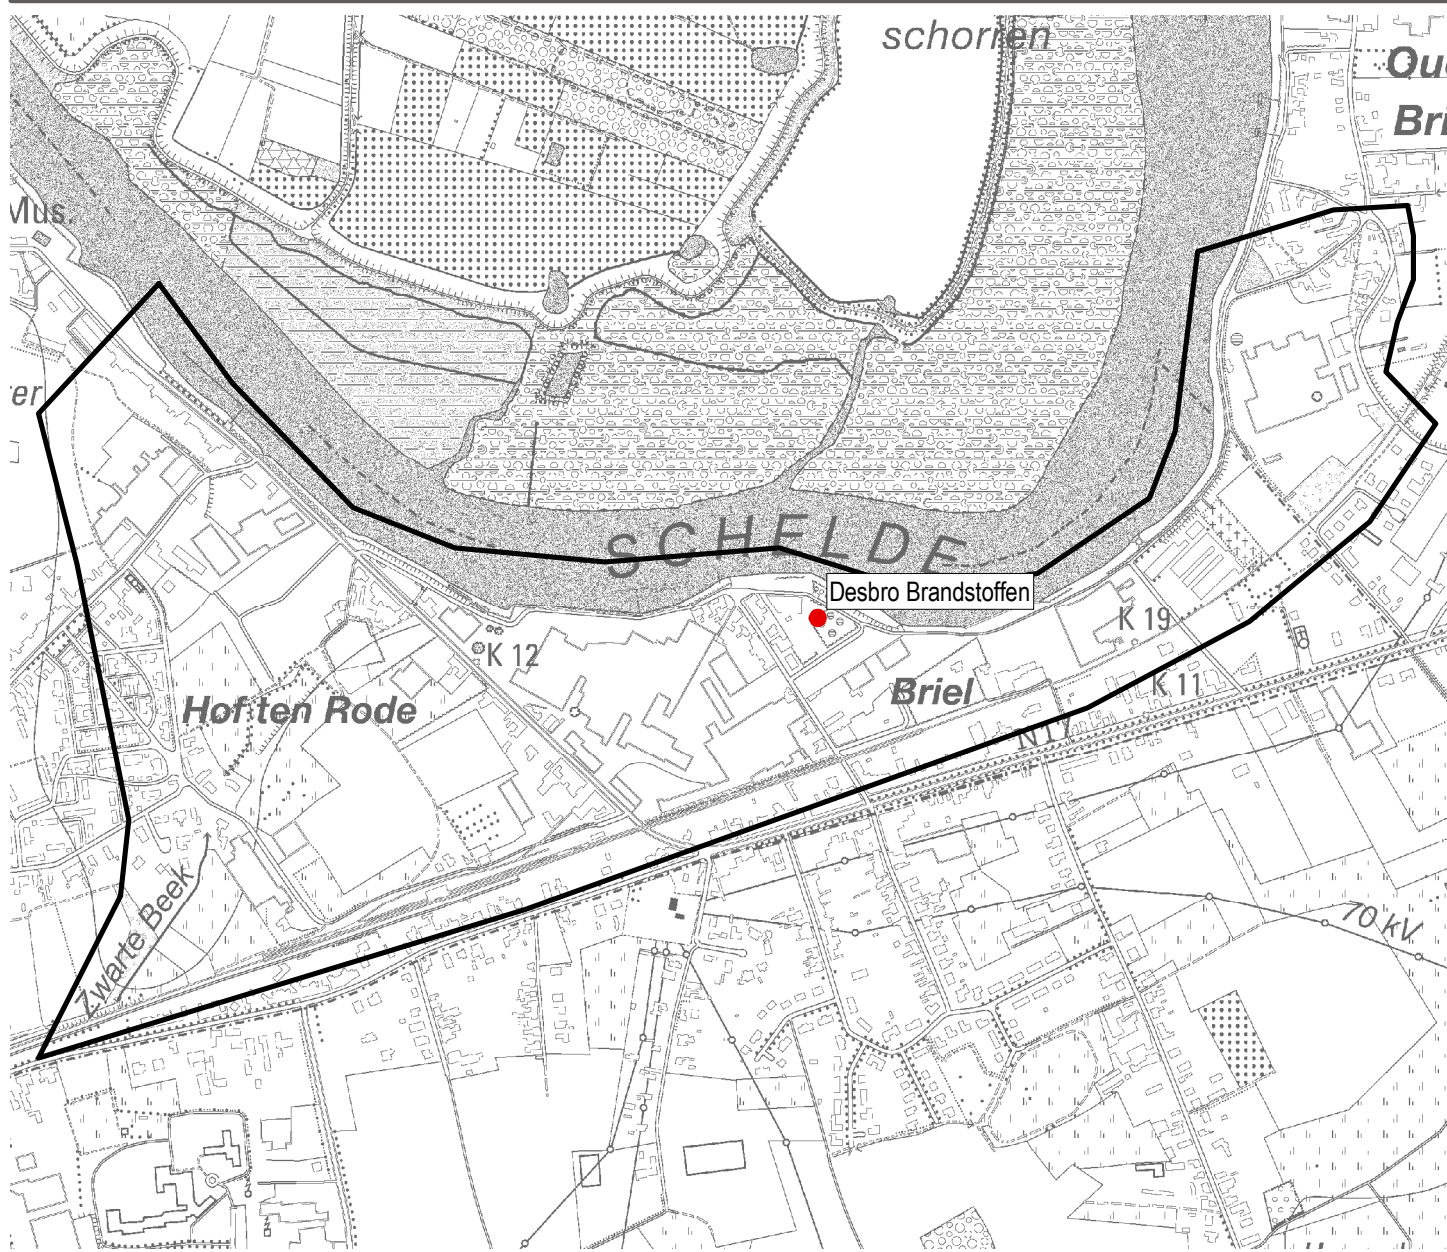 schorren
Mus.
SCHELDE
Desbro Brandstoffen
K 19
K 12
Hof ten Rode
Briel
K 11
N17
Zwarte Beek
70 kV